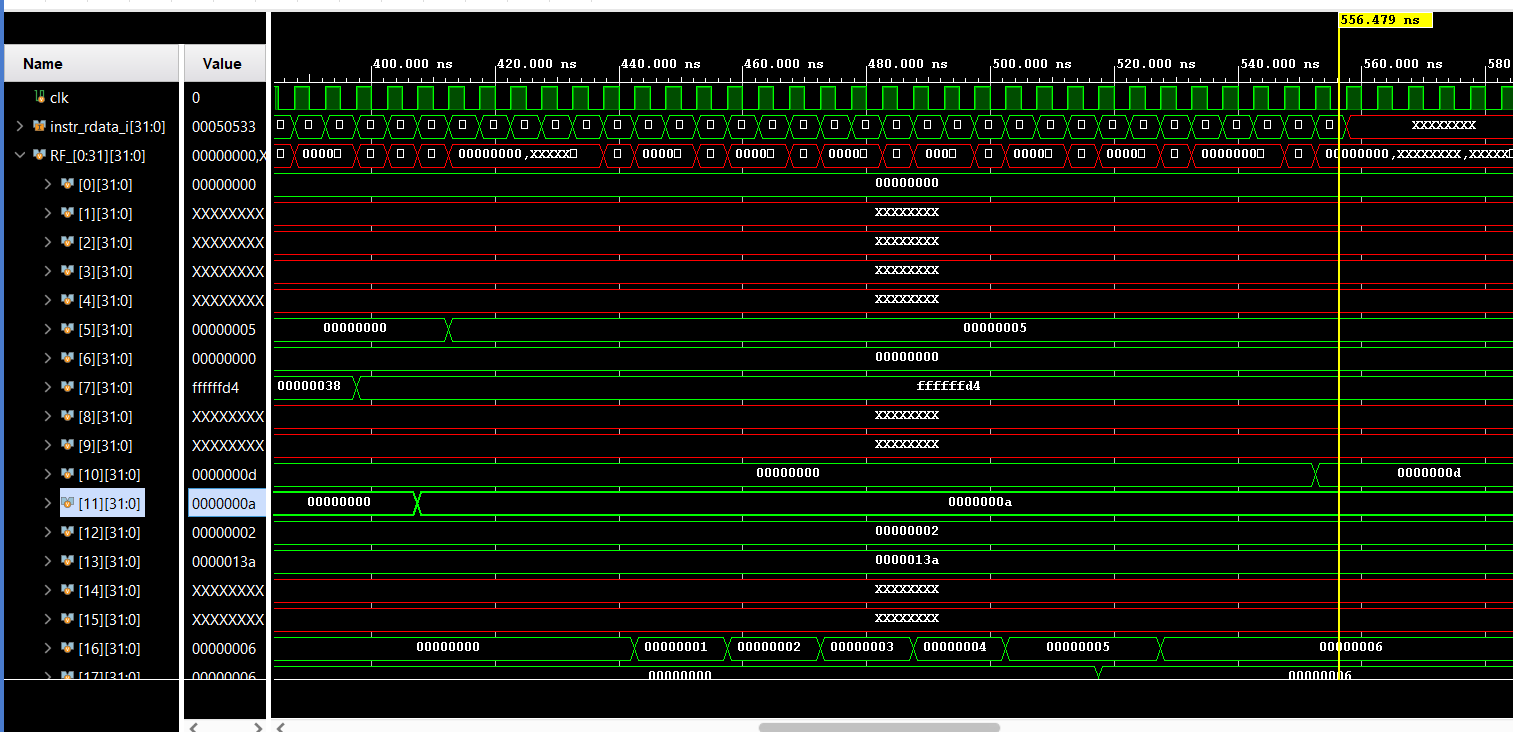 556.479 ns
Name Value 400.000 ns 420.000 ns 440.000 ns 460.000 ns 480.000 ns 500.000 ns 520.000 ns 540.000 ns 560.000 ns 580
clk 0
instr_rdata_i[31:0] 00050533 XXXXXXXX
RF_[0:31][31:0] 00000000,X 0000 00000000,XXXXX 0000 0000 0000 0000 0000 0000 0000000 00000000,XXXXXXXX,XXXXX
[0][31:0] 00000000 00000000
[1][31:0] XXXXXXXX XXXXXXXX
[2][31:0] XXXXXXXX XXXXXXXX
[3][31:0] XXXXXXXX XXXXXXXX
[4][31:0] XXXXXXXX XXXXXXXX
[5][31:0] 00000005 00000000 00000005
[6][31:0] 00000000 00000000
[7][31:0] ffffffd4 00000038 ffffffd4
[8][31:0] XXXXXXXX XXXXXXXX
[9][31:0] XXXXXXXX XXXXXXXX
[10][31:0] 0000000d 00000000 0000000d
[11][31:0] 0000000a 00000000 0000000a
[12][31:0] 00000002 00000002
[13][31:0] 0000013a 0000013a
[14][31:0] XXXXXXXX XXXXXXXX
[15][31:0] XXXXXXXX XXXXXXXX
[16][31:0] 00000006 00000000 00000001 00000002 00000003 00000004 00000005 00000006
[17][31:0] 00000006 00000000 00000006